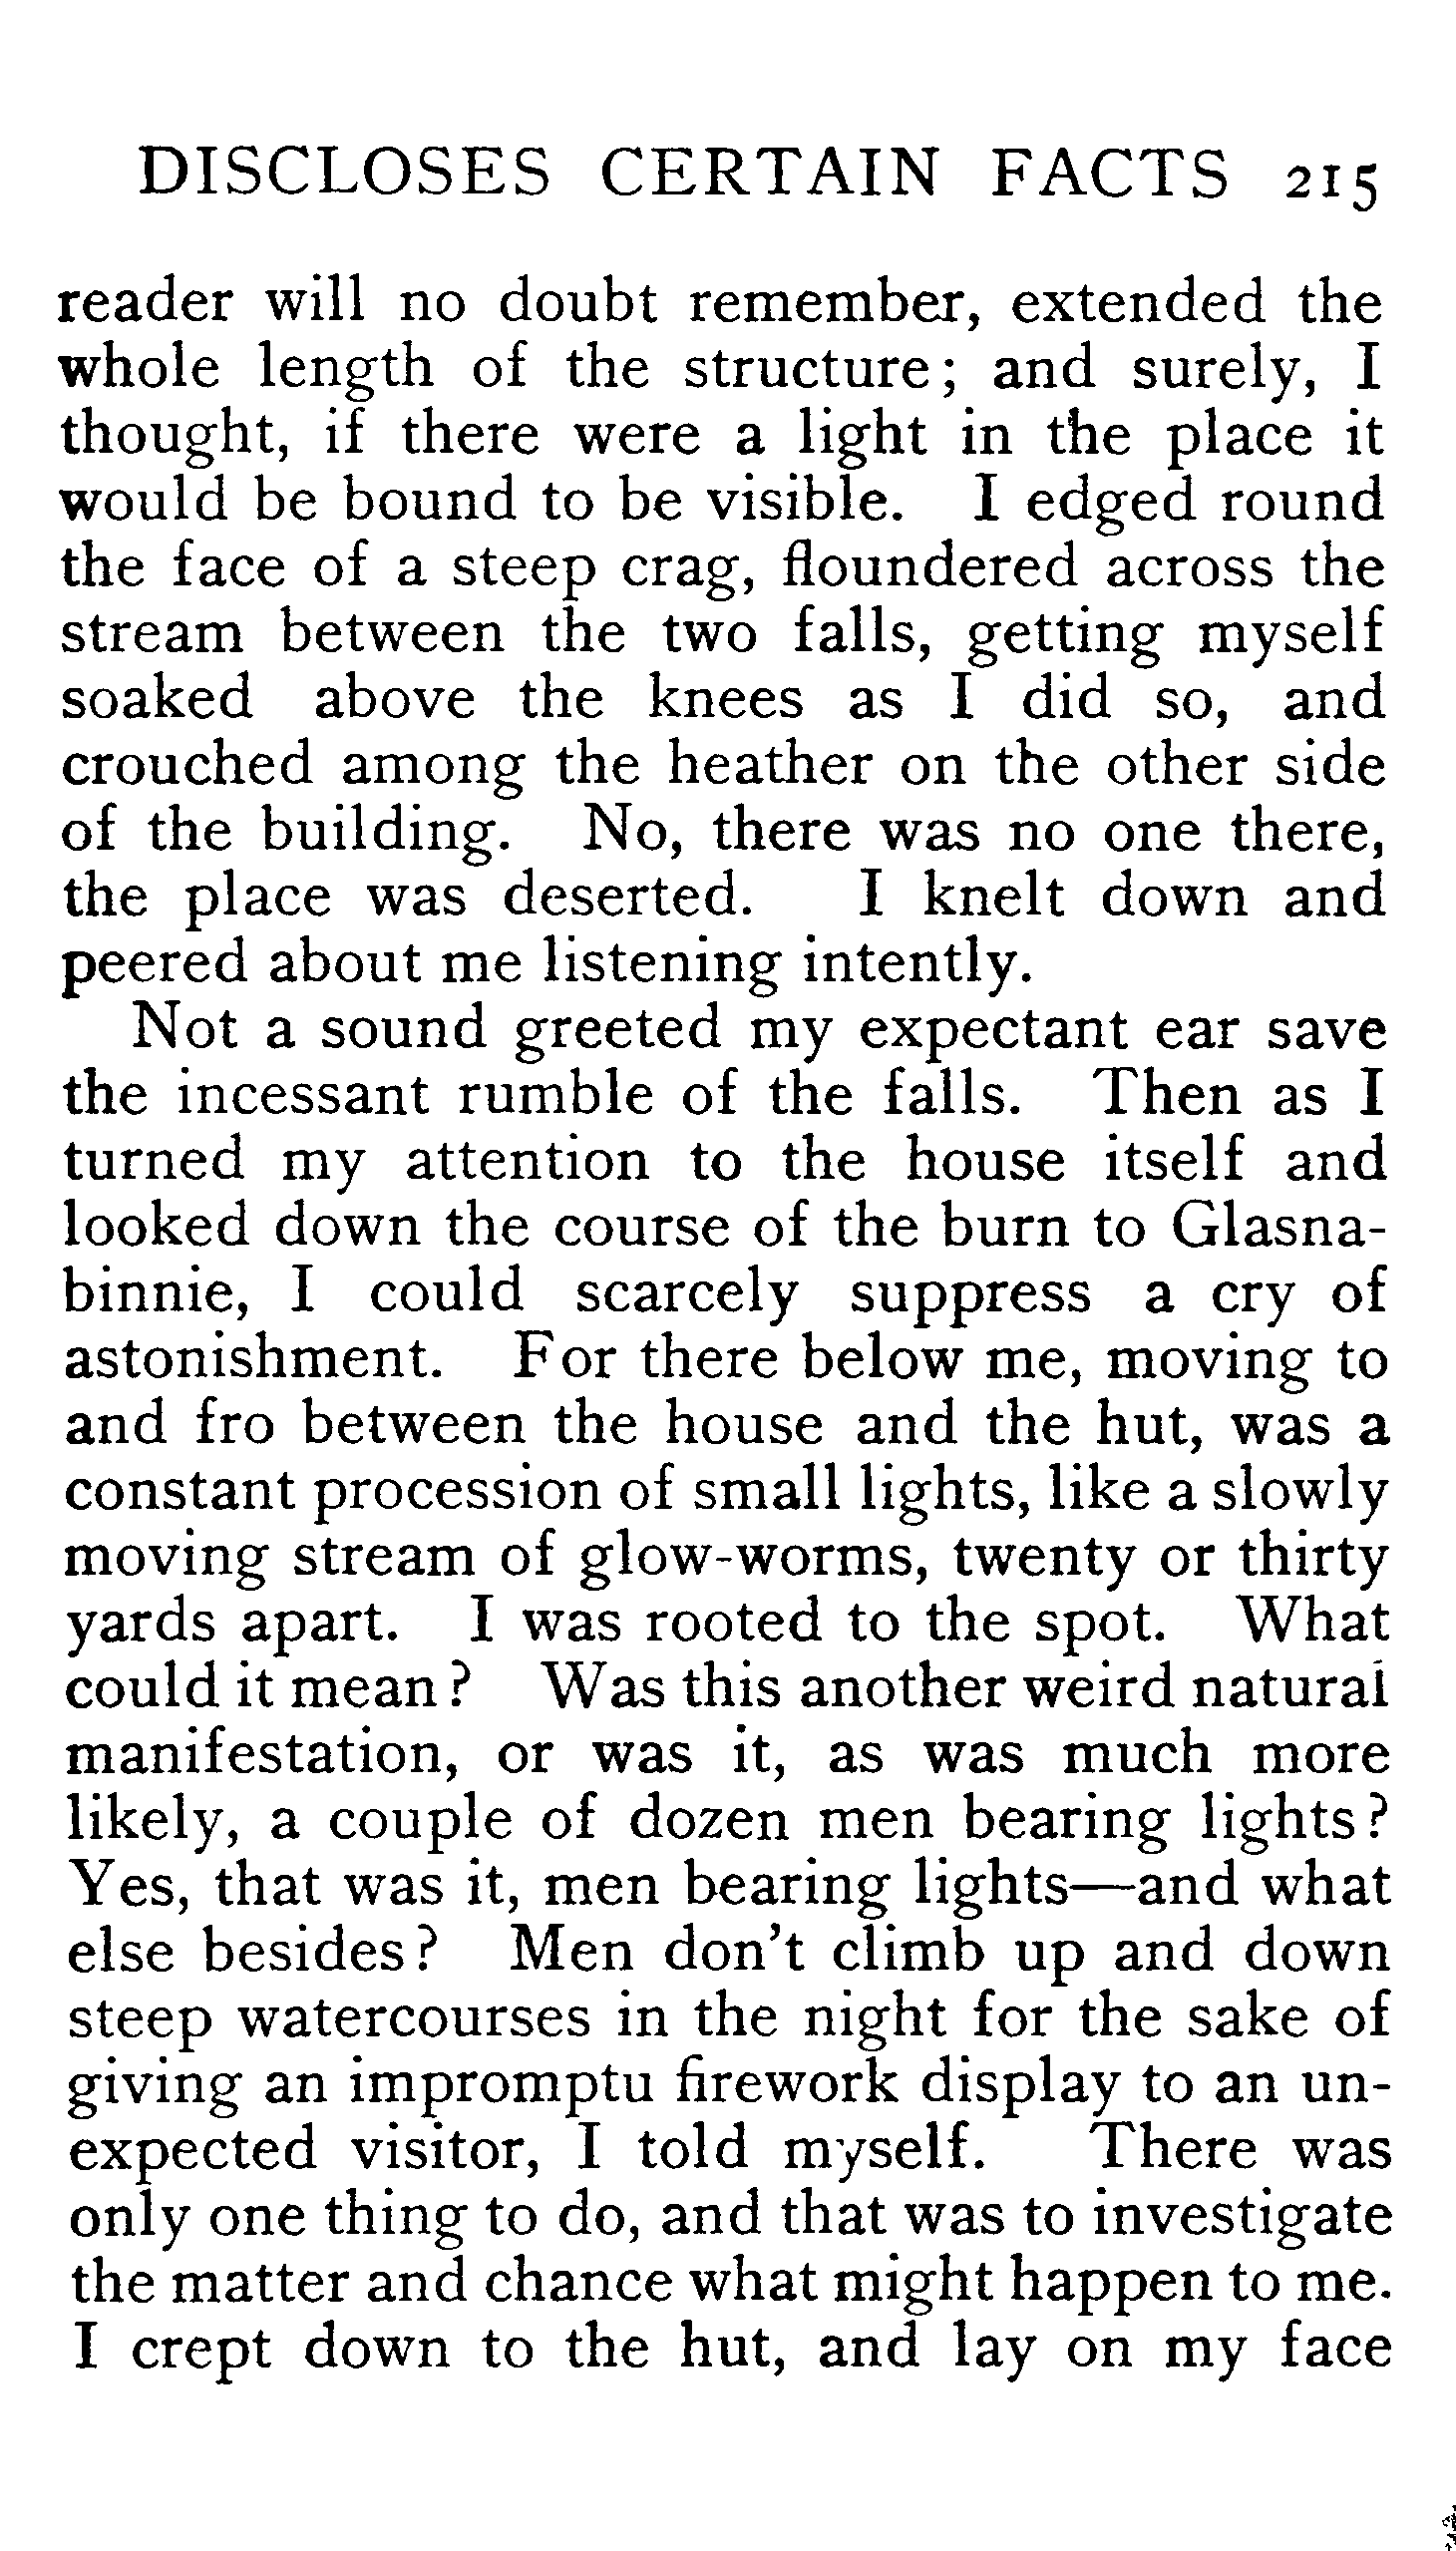 DISCLOSES CERTAIN FACTS 215
reader will no doubt remember, extended the
whole length of the structure; and surely, I
thought, if there were a light in the place it
would be bound to be visible. I edged round
the face of a steep crag, floundered across the
stream between the two falls, getting myself
soaked above the knees as I did so, and
crouched among the heather on the other side
of the building. No, there was no one there,
the place was deserted. I knelt down and
peered about me listening intently.
Not a sound greeted my expectant ear save
the incessant rumble of the falls. Then as I
turned my attention to the house itself and
looked down the course of the burn to Glasna-
binnie, I could scarcely suppress a cry of
astonishment. For there below me, moving to
and fro between the house and the hut, was a
constant procession of small lights, like a slowly
moving stream of glow-worms, twenty or thirty
yards apart. I was rooted to the spot. What
could it mean? Was this another weird natural
manifestation, or was it, as was much more
likely, a couple of dozen men bearing lights?
Yes, that was it, men bearing lights—and what
else besides? Men don't climb up and down
steep watercourses in the night for the sake of
giving an impromptu firework display to an un-
expected visitor, I told myself. There was
only one thing to do, and that was to investigate
the matter and chance what might happen to me.
I crept down to the hut, and lay on my face